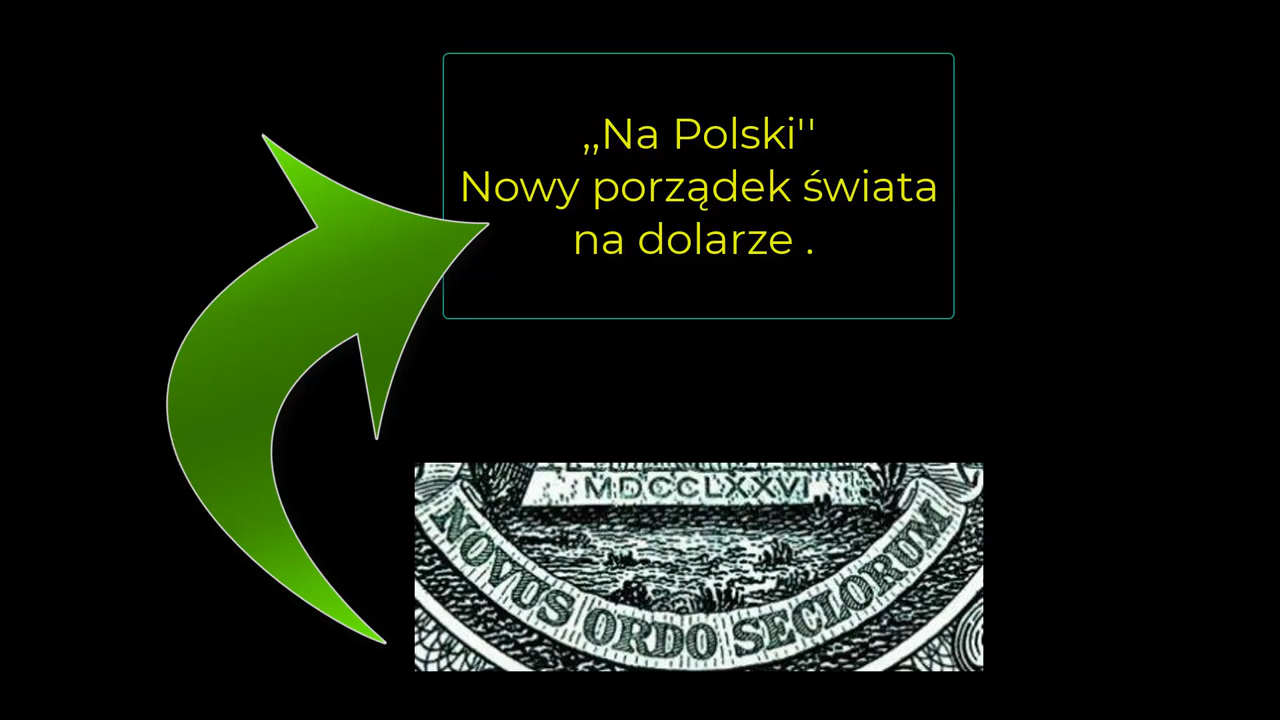 ,,Na Polski''
Nowy porządek świata
na dolarze .
MDCCLXXVI
NOVUS ORDO SECLORUM